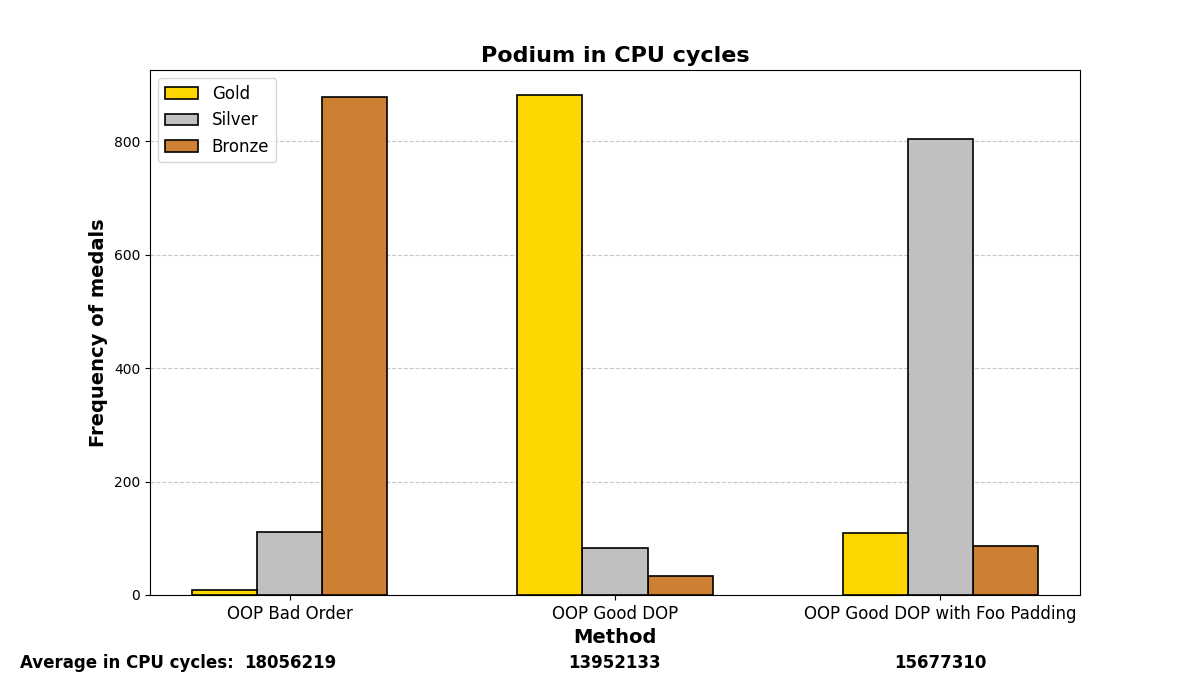 Podium in CPU cycles
Gold
Silver
Bronze
Frequency of medals
800
600
400
200
0
OOP Bad Order
OOP Good DOP
OOP Good DOP with Foo Padding
Method
Average in CPU cycles: 18056219 13952133 15677310